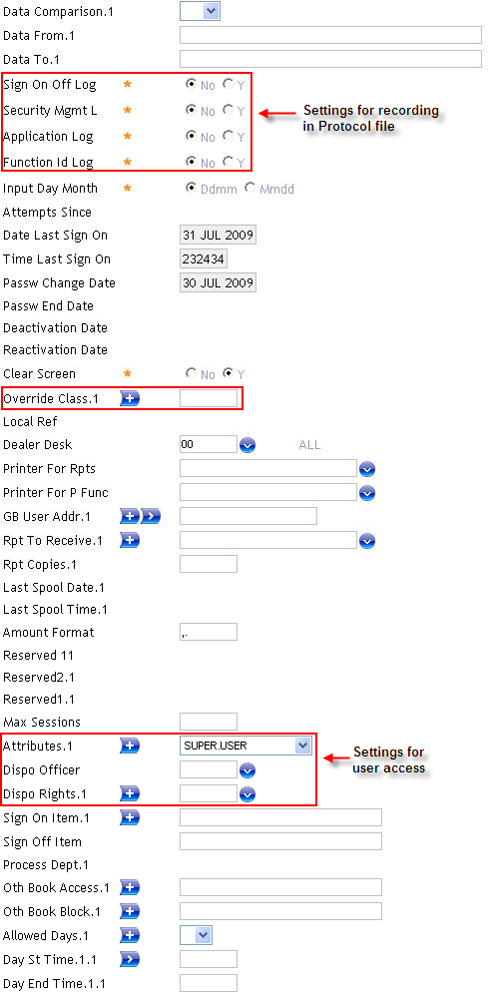 Data Comparison.1
Data From.1
Data To.1
Sign On Off Log * No Y
Security Mgmt L * No Y
Settings for recording
in Protocol file
Application Log * No Y
Function Id Log * No Y
Input Day Month * Ddmm Mmdd
Attempts Since
Date Last Sign On 31 JUL 2009
Time Last Sign On 232434
Passw Change Date 30 JUL 2009
Passw End Date
Deactivation Date
Reactivation Date
Clear Screen * No Y
Override Class.1
Local Ref
Dealer Desk 00 ALL
Printer For Rpts
Printer For P Func
GB User Addr.1
Rpt To Receive.1
Rpt Copies.1
Last Spool Date.1
Last Spool Time.1
Amount Format ,.
Reserved 11
Reserved2.1
Reserved1.1
Max Sessions
Attributes.1 SUPER.USER
Settings for
user access
Dispo Officer
Dispo Rights.1
Sign On Item.1
Sign Off Item
Process Dept.1
Oth Book Access.1
Oth Book Block.1
Allowed Days.1
Day St Time.1.1
Day End Time.1.1